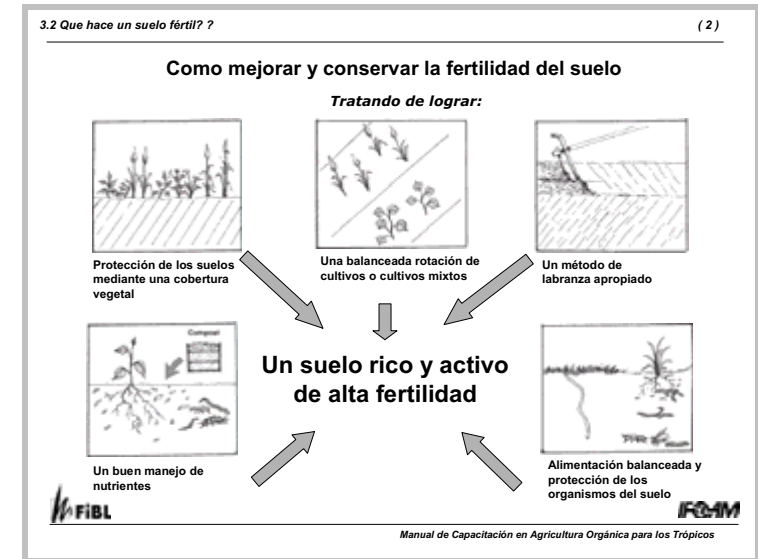 3.2 Que hace un suelo fértil? ?
( 2 )
Como mejorar y conservar la fertilidad del suelo
Tratando de lograr:
Protección de los suelos
mediante una cobertura
vegetal
Una balanceada rotación de
cultivos o cultivos mixtos
Un método de
labranza apropiado
Compost
Un suelo rico y activo
de alta fertilidad
Un buen manejo de
nutrientes
Alimentación balanceada y
protección de los
organismos del suelo
FiBL
IFOAM
Manual de Capacitación en Agricultura Orgánica para los Trópicos